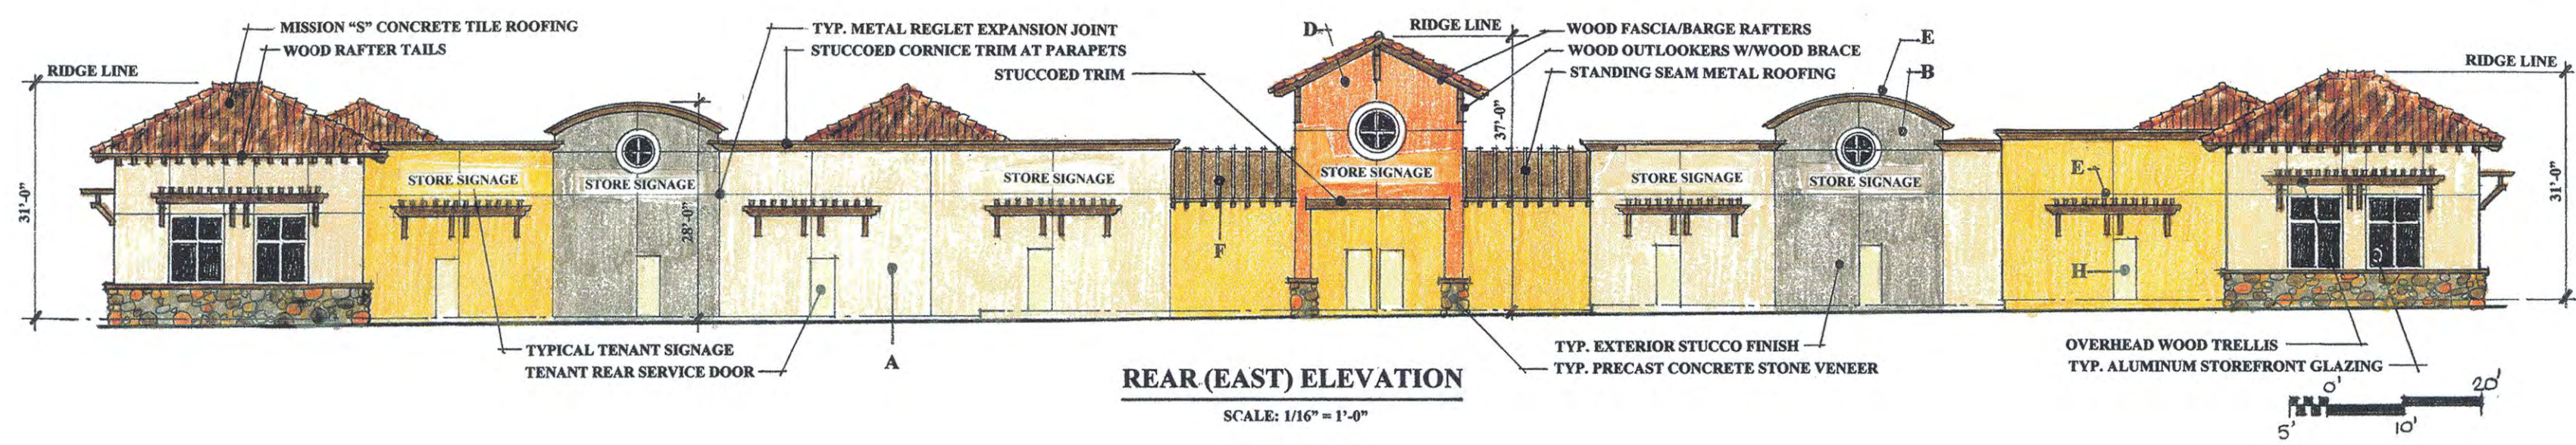 MISSION “S” CONCRETE TILE ROOFING
WOOD RAFTER TAILS
RIDGE LINE
31'-0"
TYP. METAL REGLET EXPANSION JOINT
STUCCOED CORNICE TRIM AT PARAPETS
STUCCOED TRIM
D
RIDGE LINE
37'-0"
WOOD FASCIA/BARGE RAFTERS
WOOD OUTLOOKERS W/WOOD BRACE
STANDING SEAM METAL ROOFING
E
B
RIDGE LINE
31'-0"
STORE SIGNAGE
STORE SIGNAGE
28'-0"
STORE SIGNAGE
STORE SIGNAGE
STORE SIGNAGE
STORE SIGNAGE
E
F
H
TYPICAL TENANT SIGNAGE
TENANT REAR SERVICE DOOR
A
TYP. EXTERIOR STUCCO FINISH
TYP. PRECAST CONCRETE STONE VENEER
OVERHEAD WOOD TRELLIS
TYP. ALUMINUM STOREFRONT GLAZING
REAR (EAST) ELEVATION
SCALE: 1/16” = 1’-0”
0' 20'
5' 10'